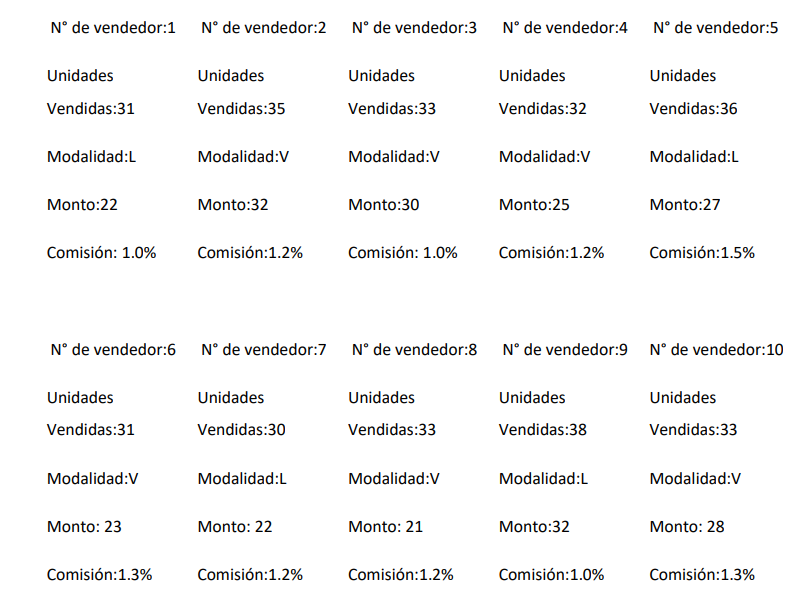 N° de vendedor:1 N° de vendedor:2 N° de vendedor:3 N° de vendedor:4 N° de vendedor:5
Unidades Unidades Unidades Unidades Unidades
Vendidas:31 Vendidas:35 Vendidas:33 Vendidas:32 Vendidas:36
Modalidad:L Modalidad:V Modalidad:V Modalidad:V Modalidad:L
Monto:22 Monto:32 Monto:30 Monto:25 Monto:27
Comisión: 1.0% Comisión:1.2% Comisión: 1.0% Comisión:1.2% Comisión:1.5%
N° de vendedor:6 N° de vendedor:7 N° de vendedor:8 N° de vendedor:9 N° de vendedor:10
Unidades Unidades Unidades Unidades Unidades
Vendidas:31 Vendidas:30 Vendidas:33 Vendidas:38 Vendidas:33
Modalidad:V Modalidad:L Modalidad:V Modalidad:L Modalidad:V
Monto: 23 Monto: 22 Monto: 21 Monto:32 Monto: 28
Comisión:1.3% Comisión:1.2% Comisión:1.2% Comisión:1.0% Comisión:1.3%